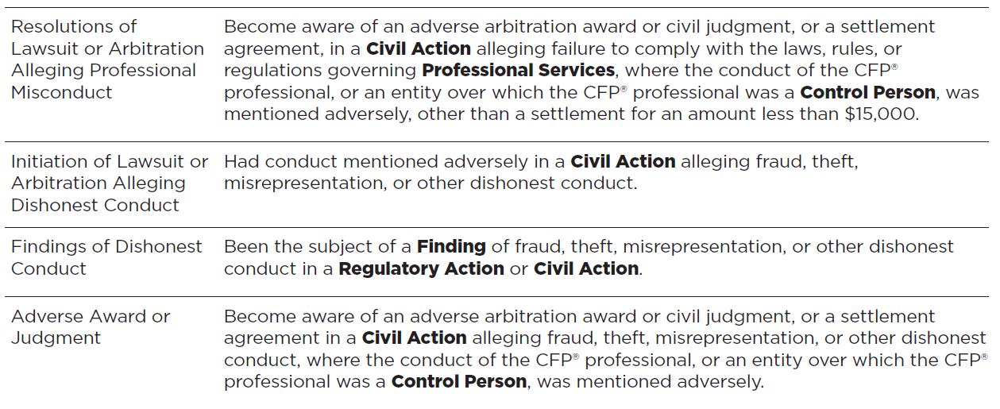 Resolutions of
Lawsuit or Arbitration
Alleging Professional
Misconduct
Become aware of an adverse arbitration award or civil judgment, or a settlement
agreement, in a Civil Action alleging failure to comply with the laws, rules, or
regulations governing Professional Services, where the conduct of the CFP®
professional, or an entity over which the CFP® professional was a Control Person, was
mentioned adversely, other than a settlement for an amount less than $15,000.
Initiation of Lawsuit or
Arbitration Alleging
Dishonest Conduct
Had conduct mentioned adversely in a Civil Action alleging fraud, theft,
misrepresentation, or other dishonest conduct.
Findings of Dishonest
Conduct
Been the subject of a Finding of fraud, theft, misrepresentation, or other dishonest
conduct in a Regulatory Action or Civil Action.
Adverse Award or
Judgment
Become aware of an adverse arbitration award or civil judgment, or a settlement
agreement in a Civil Action alleging fraud, theft, misrepresentation, or other dishonest
conduct, where the conduct of the CFP® professional, or an entity over which the CFP®
professional was a Control Person, was mentioned adversely.